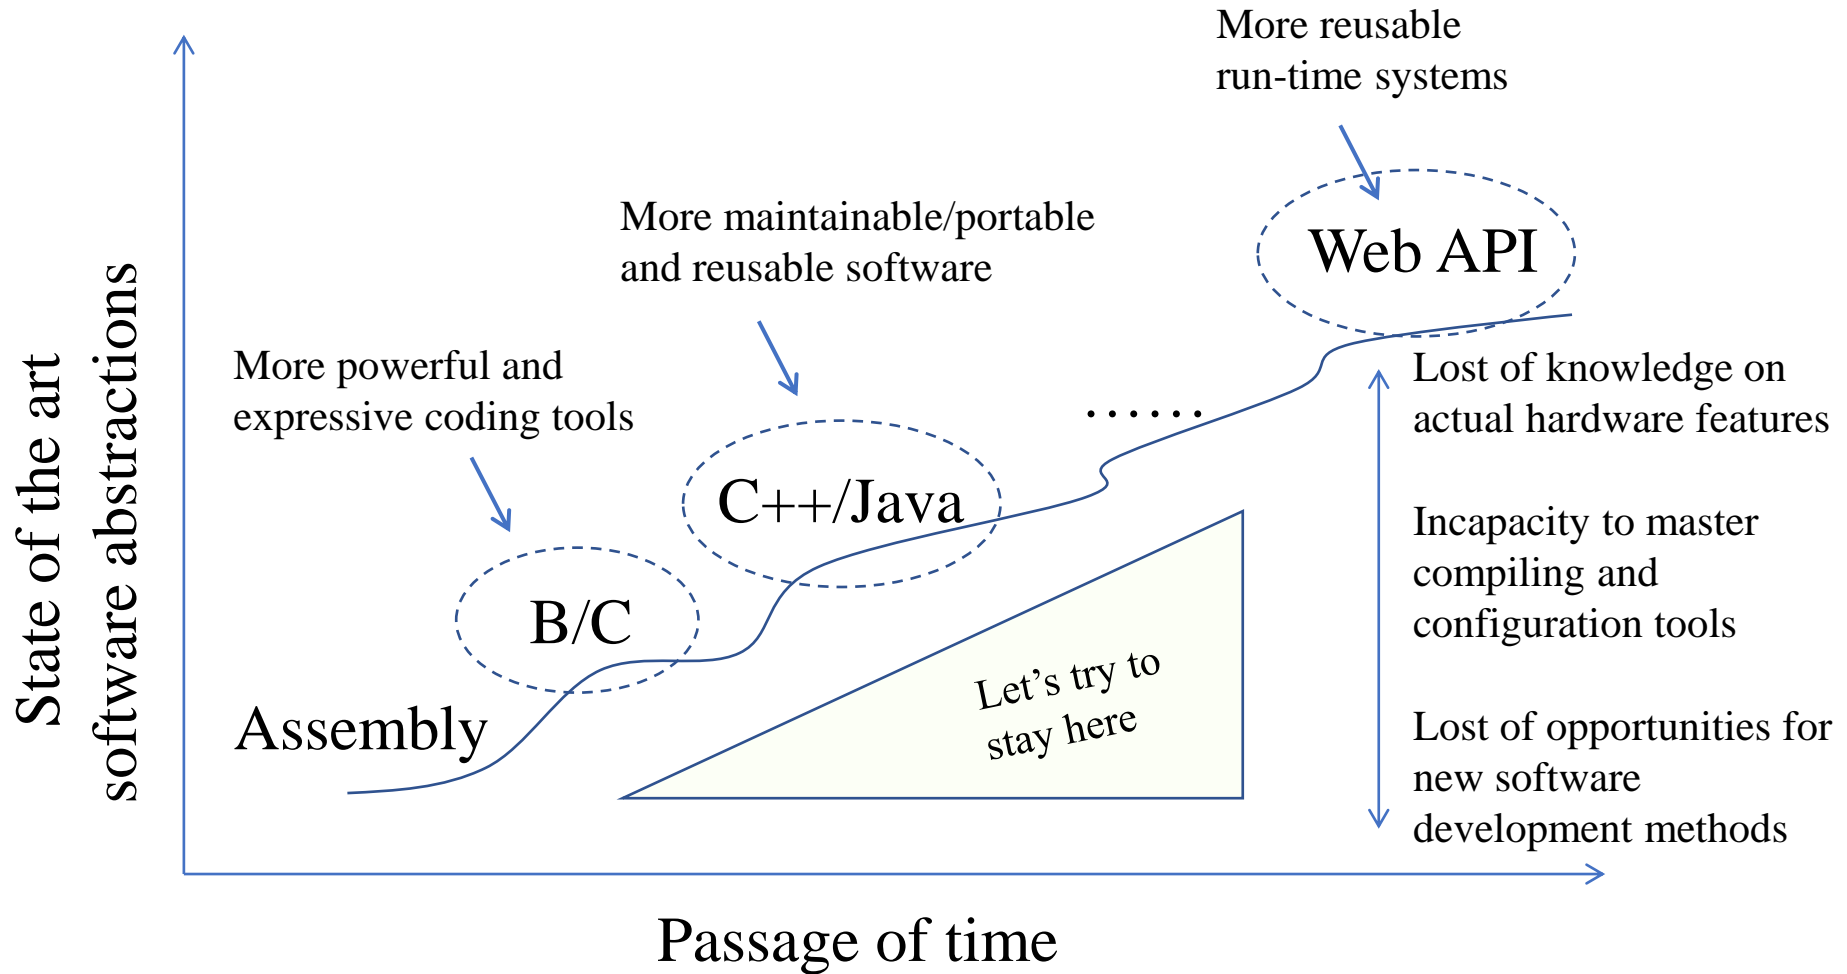 More reusable
run-time systems
More maintainable/portable
and reusable software
Web API
More powerful and
expressive coding tools
Lost of knowledge on
actual hardware features
......
C++/Java
Incapacity to master
compiling and
configuration tools
B/C
Let’s try to
stay here
Assembly
Lost of opportunities for
new software
development methods
State of the art
software abstractions
Passage of time